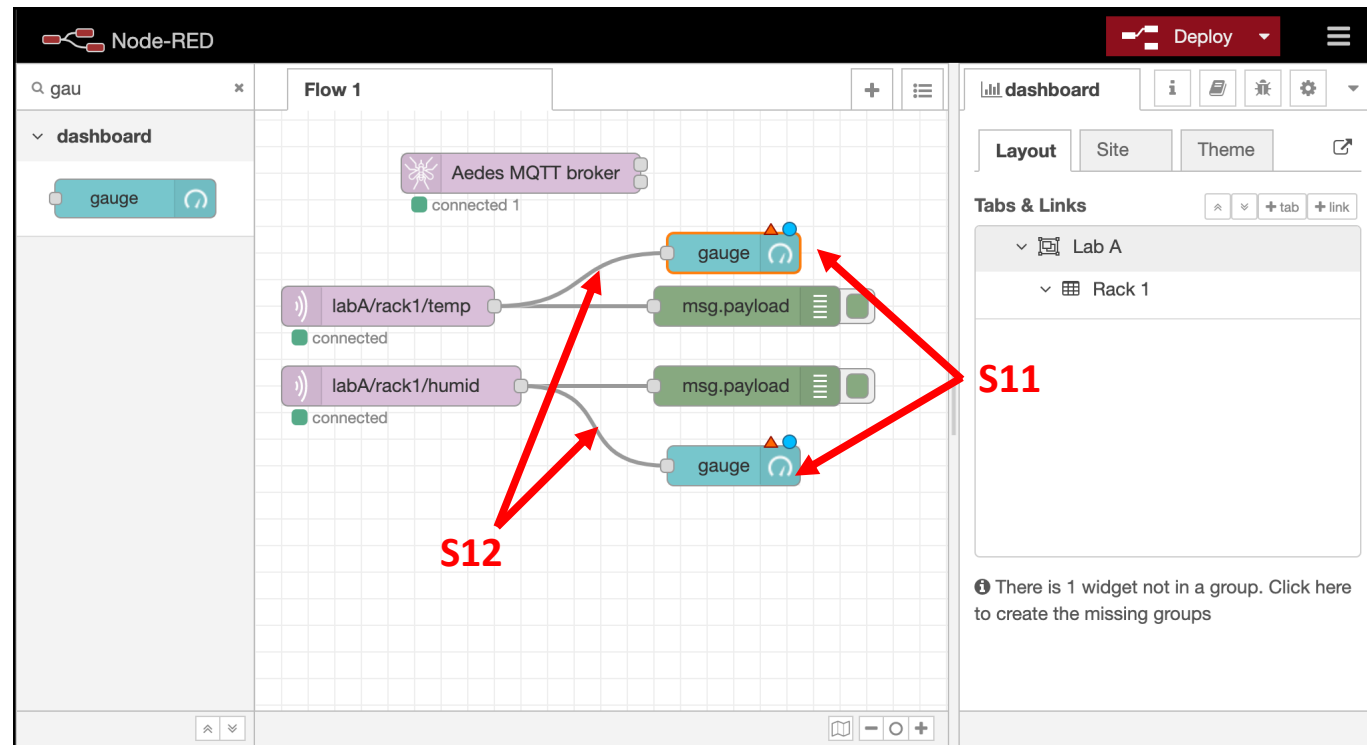 Node-RED
Deploy
gau
dashboard
gauge
Flow 1
Aedes MQTT broker
connected 1
gauge
labA/rack1/temp
msg.payload
connected
labA/rack1/humid
msg.payload
connected
gauge
S11
S12
dashboard
Layout
Site
Theme
Tabs & Links
tab
link
Lab A
Rack 1
There is 1 widget not in a group. Click here
to create the missing groups